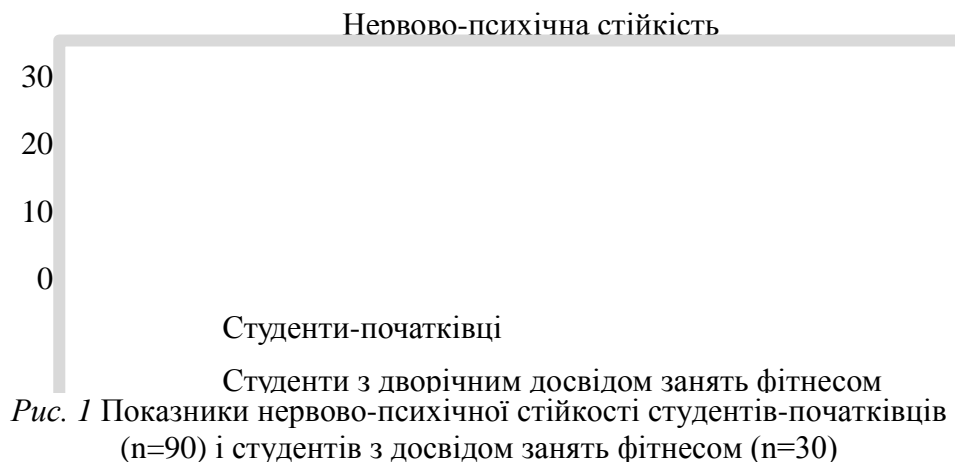 Нервово-психічна стійкість
30
20
10
0
Студенти-початківці
Студенти з дворічним досвідом занять фітнесом
Рис. 1 Показники нервово-психічної стійкості студентів-початківців
(n=90) і студентів з досвідом занять фітнесом (n=30)